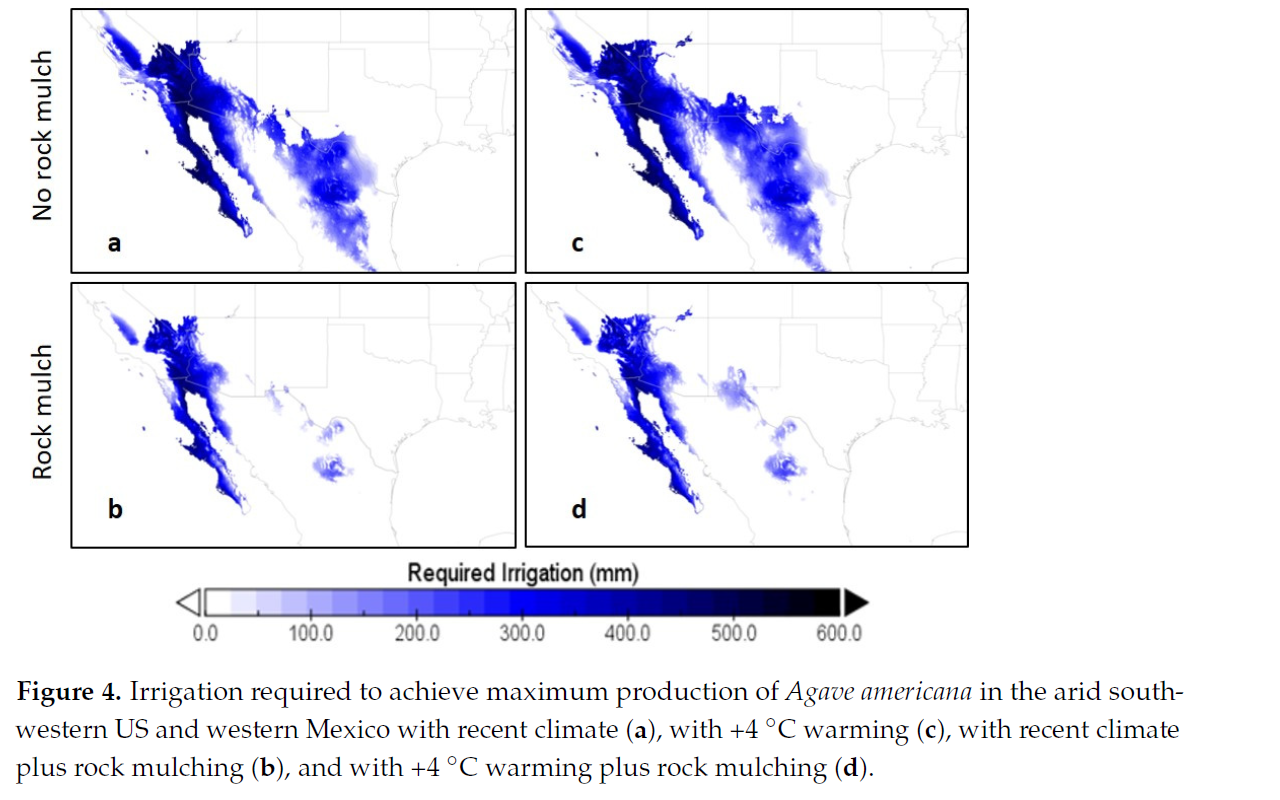 No rock mulch
a
c
Rock mulch
b
d
Required Irrigation (mm)
0.0 100.0 200.0 300.0 400.0 500.0 600.0
Figure 4. Irrigation required to achieve maximum production of Agave americana in the arid south-
western US and western Mexico with recent climate (a), with +4 °C warming (c), with recent climate
plus rock mulching (b), and with +4 °C warming plus rock mulching (d).